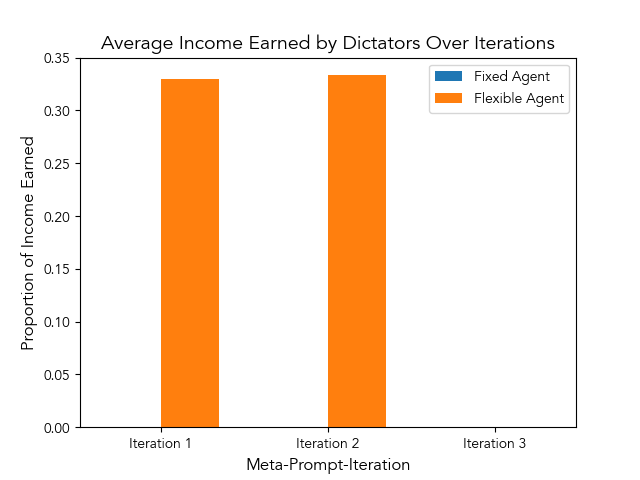 Average Income Earned by Dictators Over Iterations
Fixed Agent
Flexible Agent
Proportion of Income Earned
0.35
0.30
0.25
0.20
0.15
0.10
0.05
0.00
Iteration 1
Iteration 2
Iteration 3
Meta-Prompt-Iteration